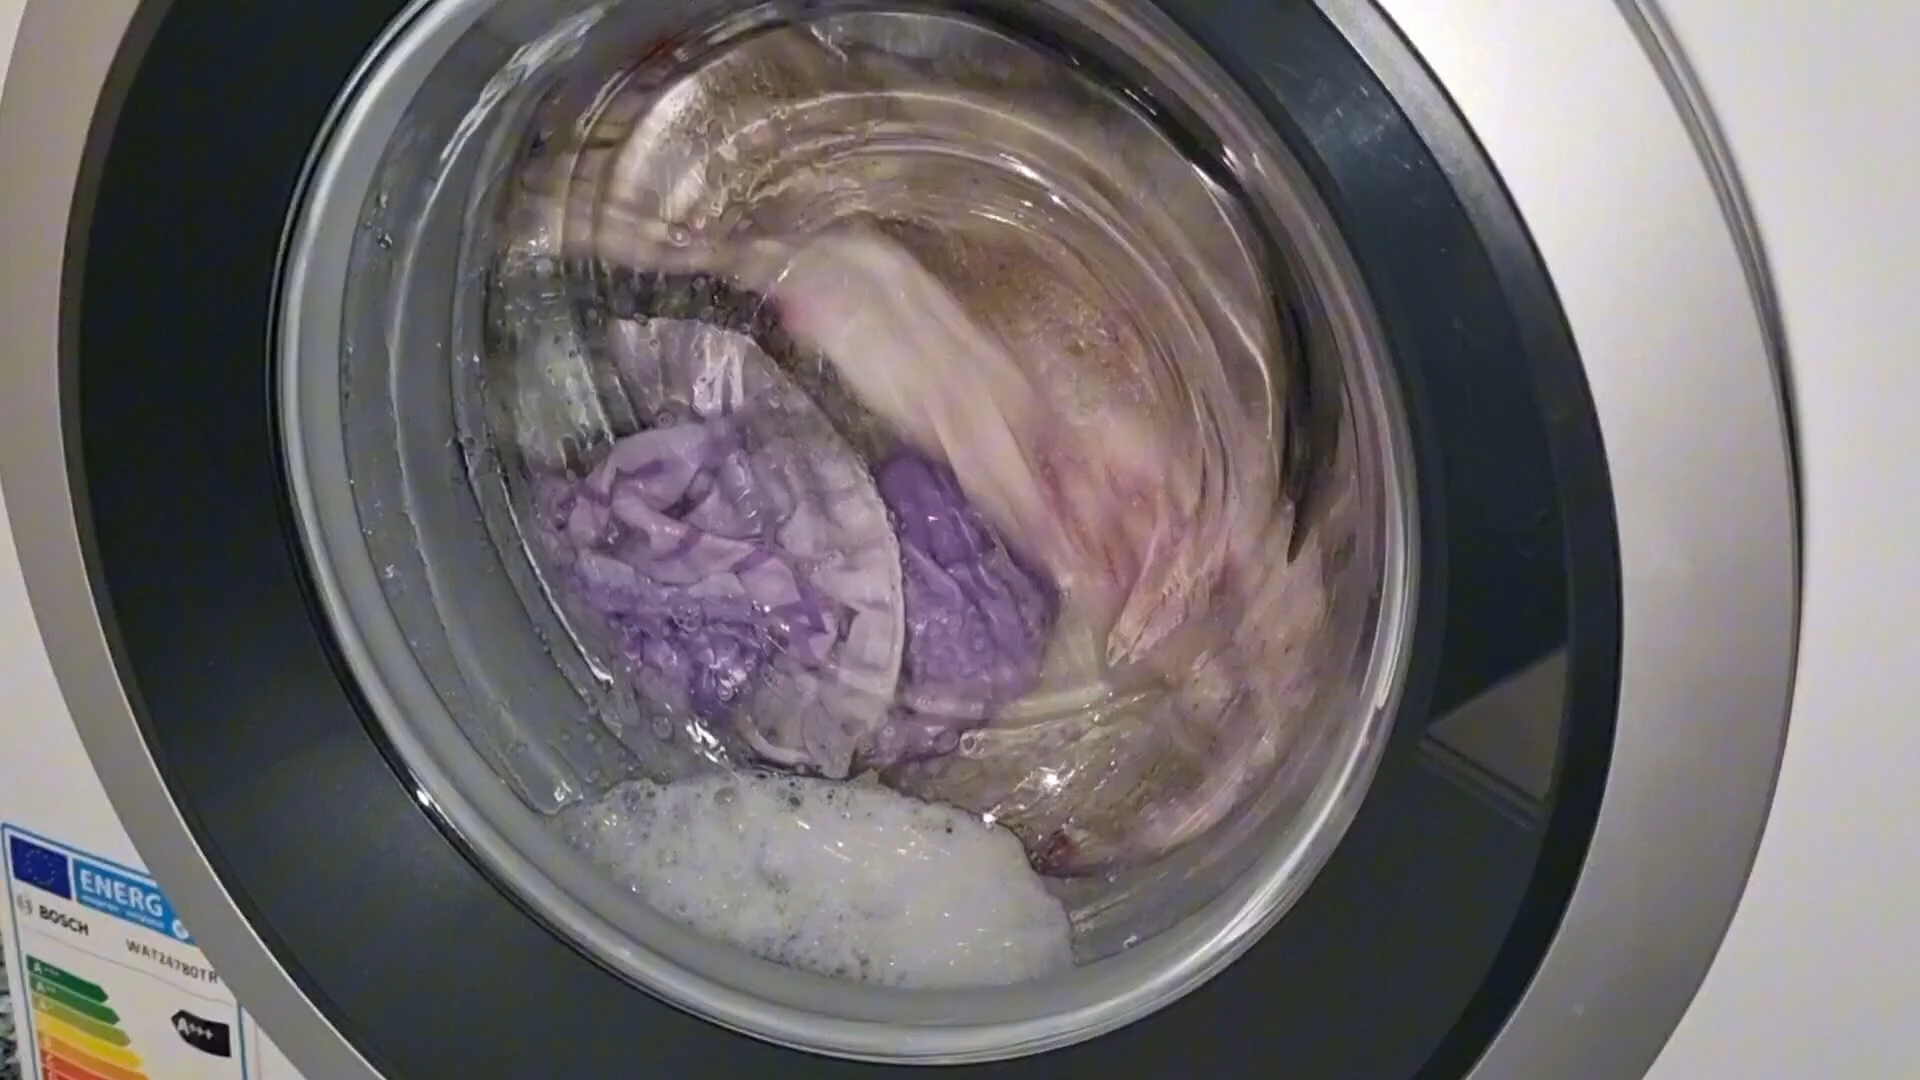 ENERG
BOSCH
WAT24780TR
A+++
A++
A+
A+++